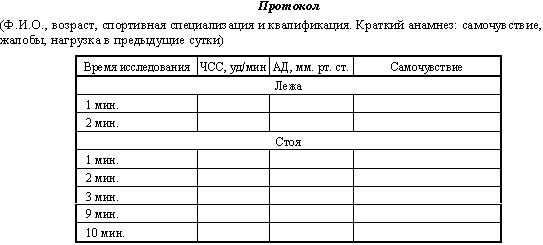 Протокол
(Ф.И.О., возраст, спортивная специализация и квалификация. Краткий анамнез: самочувствие,
жалобы, нагрузка в предыдущие сутки)
Время исследования ЧСС, уд/мин АД, мм. рт. ст. Самочувствие
Лежа
1 мин.
2 мин.
Стоя
1 мин.
2 мин.
3 мин.
9 мин.
10 мин.